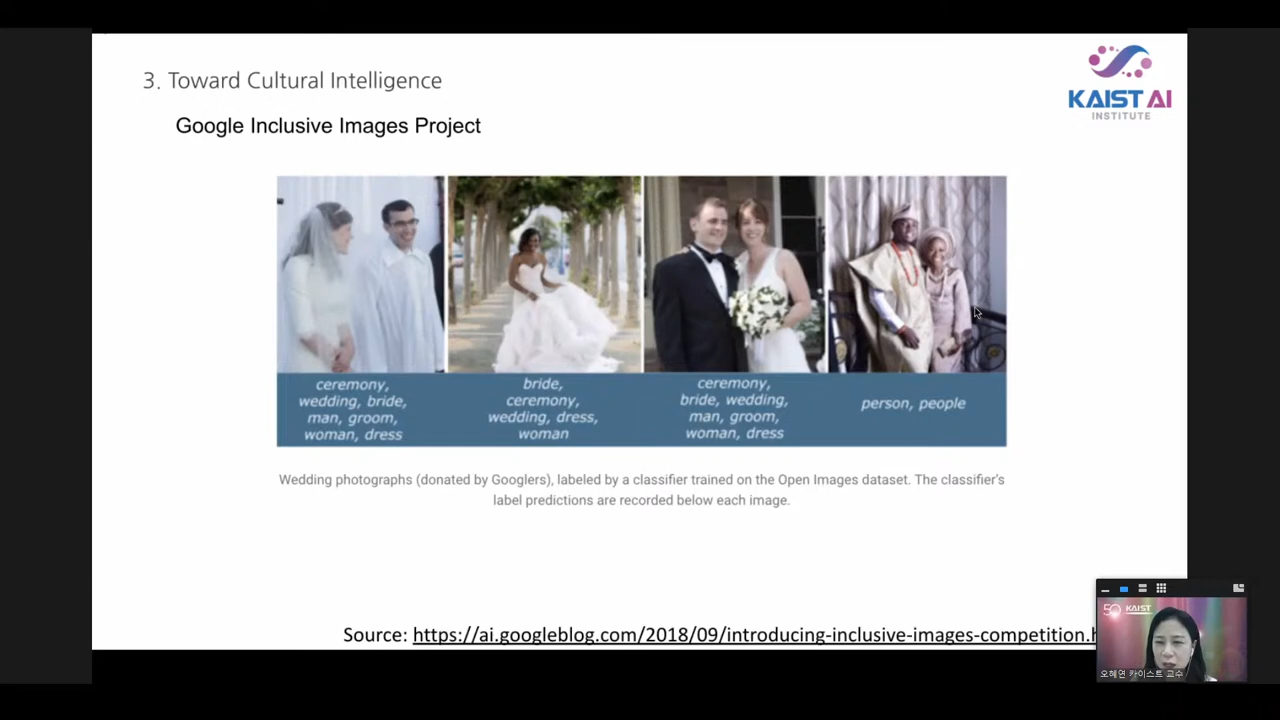 3. Toward Cultural Intelligence
Google Inclusive Images Project
KAIST AI
INSTITUTE
ceremony,
wedding, bride,
man, groom,
woman, dress
bride,
ceremony,
wedding, dress,
woman
ceremony,
bride, wedding,
man, groom,
woman, dress
person, people
Wedding photographs (donated by Googlers), labeled by a classifier trained on the Open Images dataset. The classifier's
label predictions are recorded below each image.
Source: https://ai.googleblog.com/2018/09/introducing-inclusive-images-competition.h
50 KAIST
오혜연 카이스트 교수